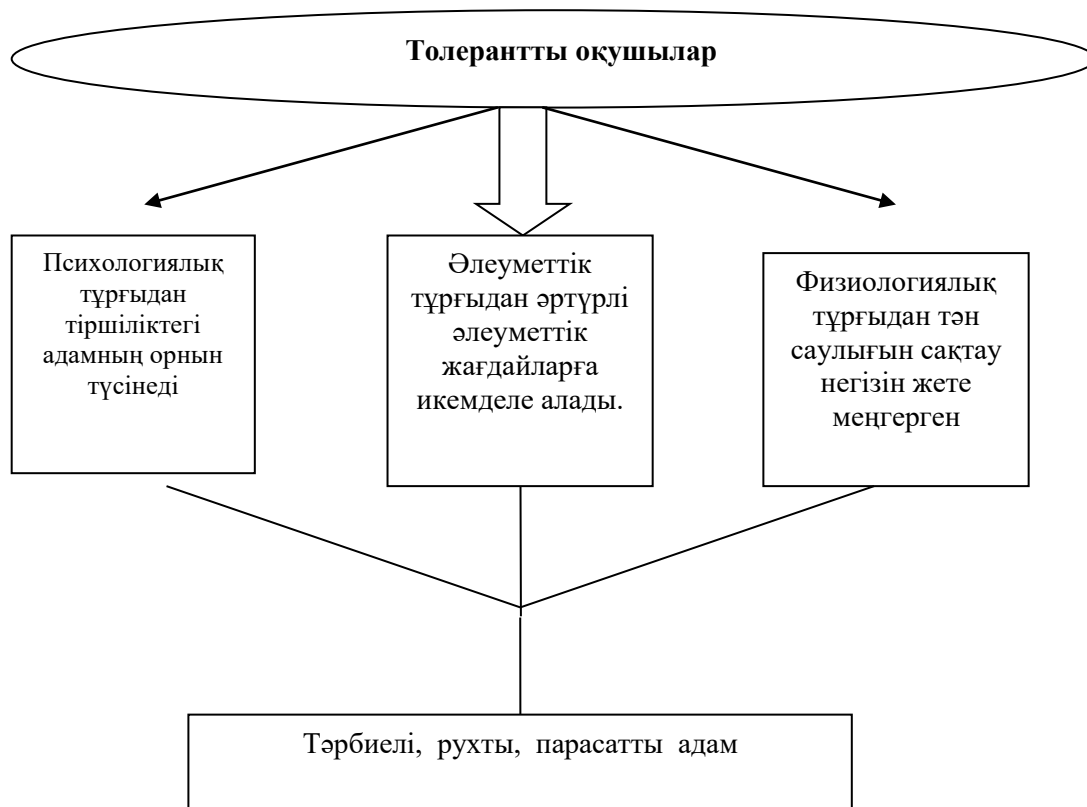 Толерантты оқушылар
Психологиялық
тұрғыдан
тіршіліктегі
адамның орнын
түсінеді
Әлеуметтік
тұрғыдан әртүрлі
әлеуметтік
жағдайларға
икемделе алады.
Физиологиялық
тұрғыдан тән
саулығын сақтау
негізін жете
меңгерген
Тәрбиелі, рухты, парасатты адам